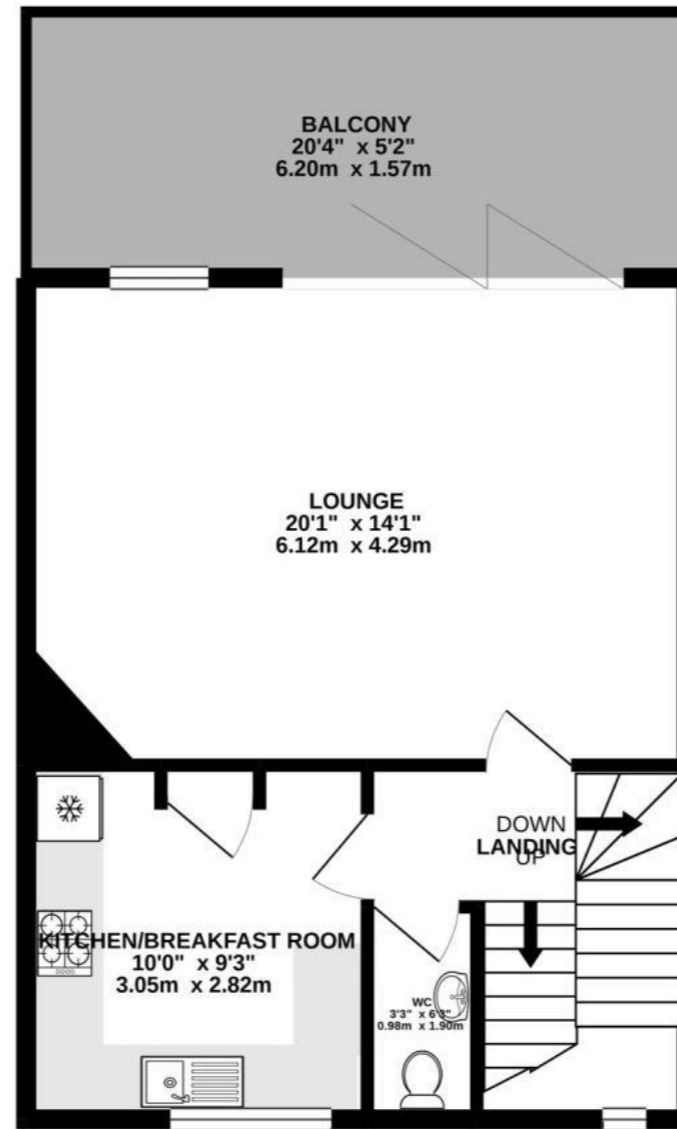 BALCONY
20'4" x 5'2"
6.20m x 1.57m
LOUNGE
20'1" x 14'1"
6.12m x 4.29m
DOWN
LANDING
UP
KITCHEN/BREAKFAST ROOM
10'0" x 9'3"
3.05m x 2.82m
WC
3'3" x 6'3"
0.98m x 1.90m